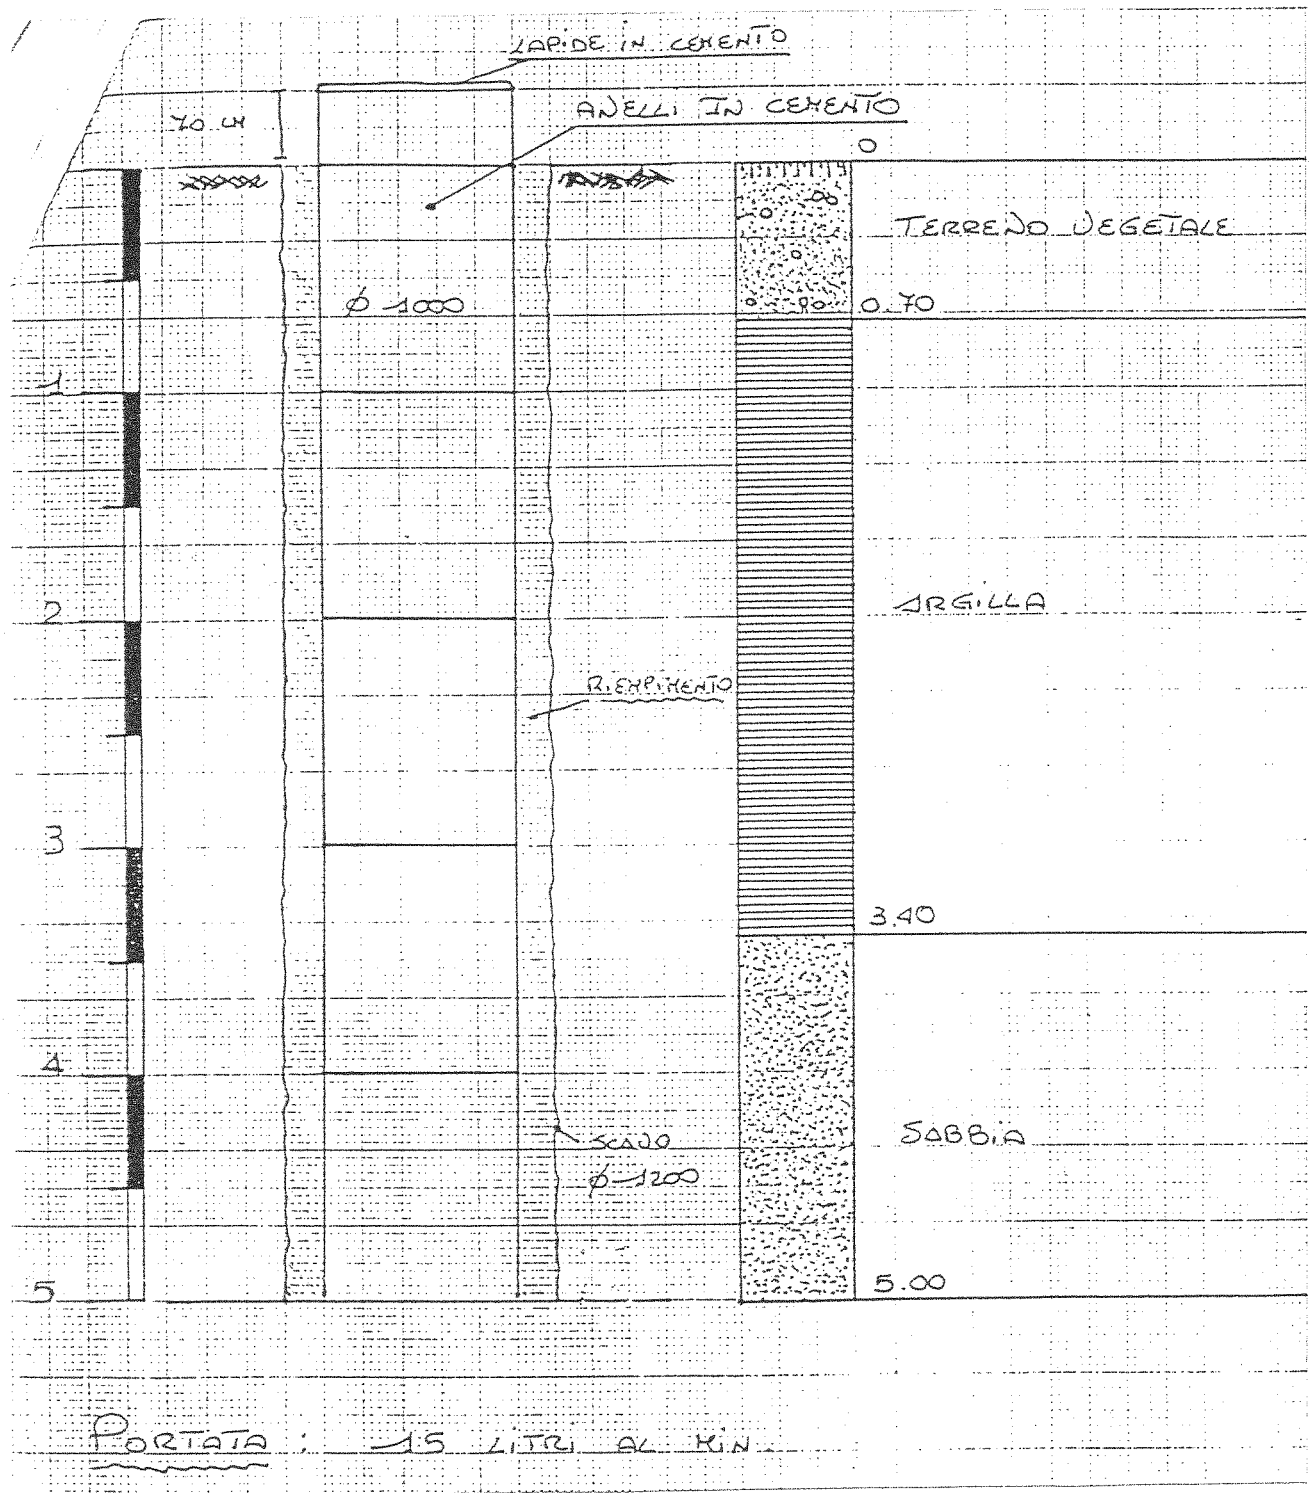 LAPIDE IN CEMENTO
70 CM
ANELLI IN CEMENTO
0
TERRENO VEGETALE
Ø 1000
0.70
1
2
ARGILLA
RIEMPIMENTO
3
3.40
4
SCAVO
Ø 1200
SABBIA
5
5.00
PORTATA : 15 LITRI AL MIN.